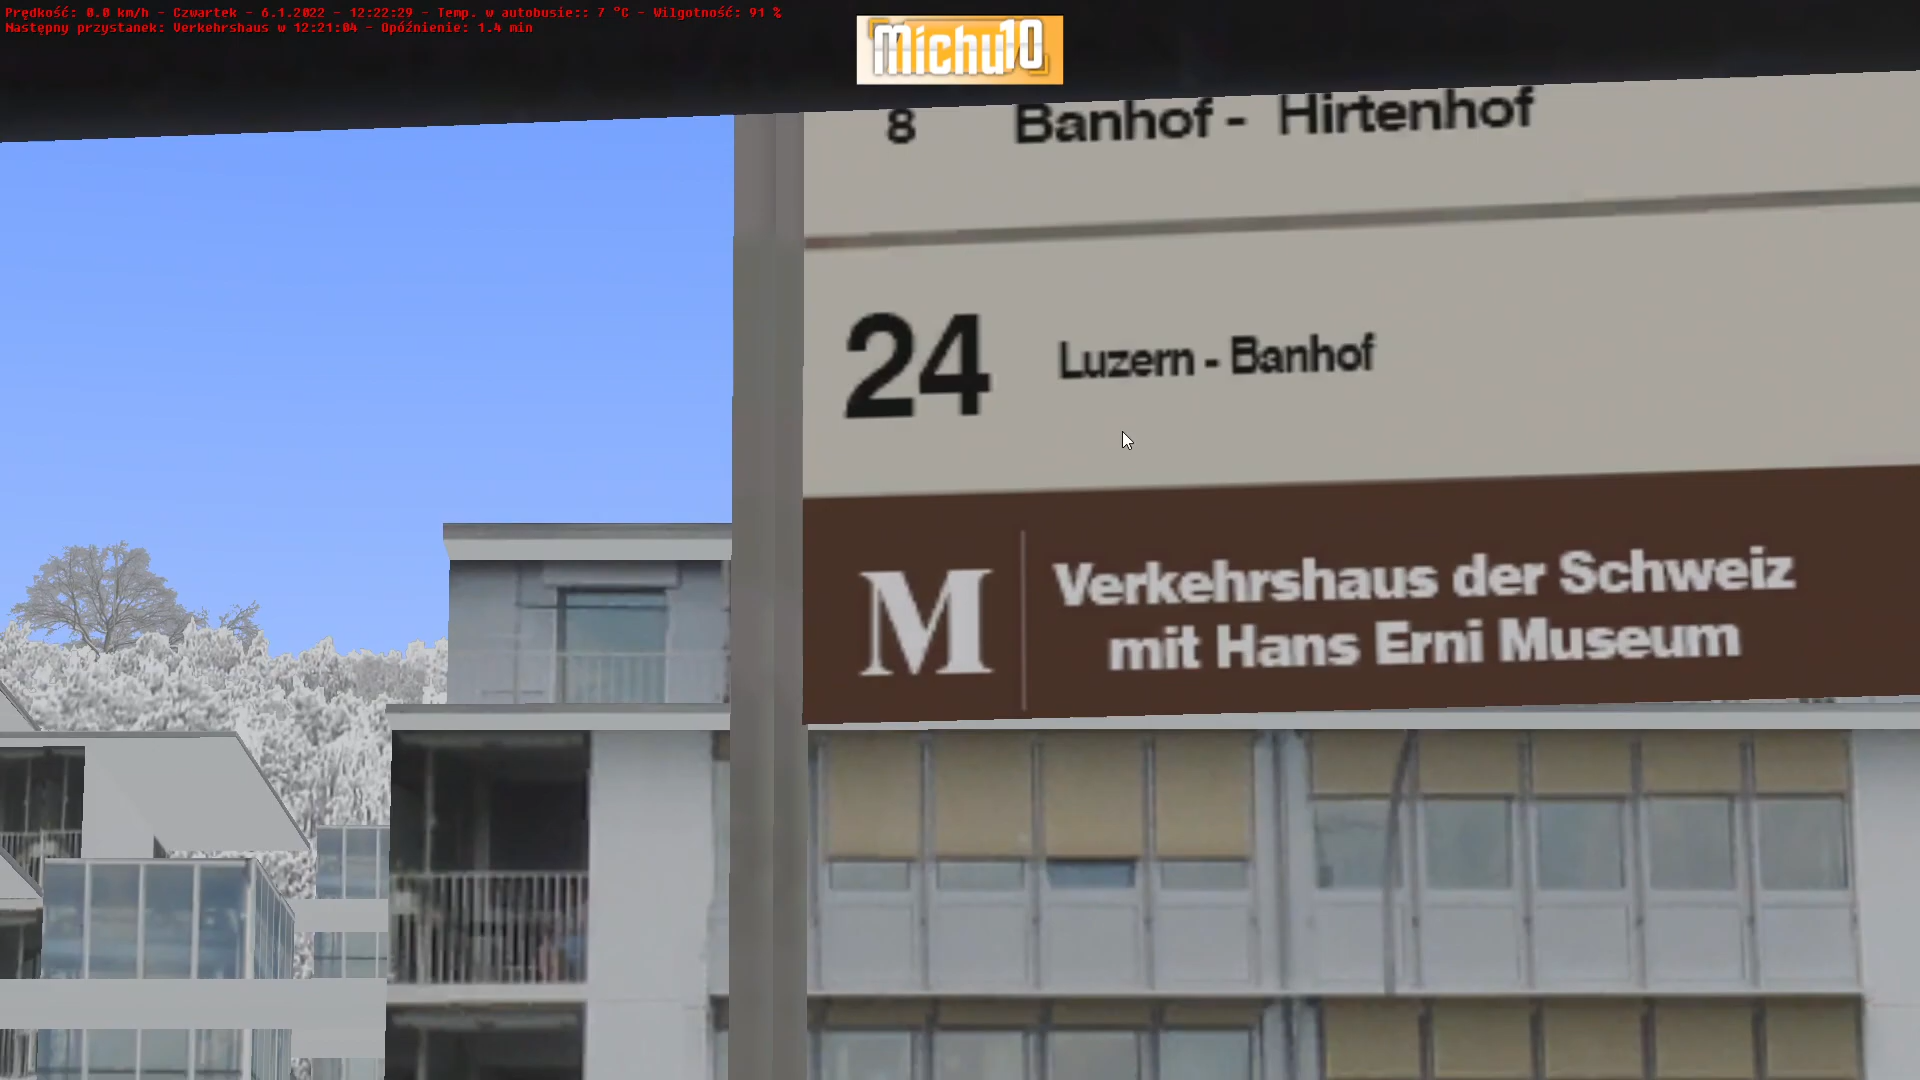 Prędkość: 0.0 km/h - Czwartek - 6.1.2022 - 12:22:29 - Temp. w autobusie:: 7 °C - Wilgotność: 91 %
Następny przystanek: Verkehrshaus w 12:21:04 - Opóźnienie: 1.4 min
Michu10
8 Banhof - Hirtenhof
24 Luzern - Banhof
M Verkehrshaus der Schweiz
mit Hans Erni Museum